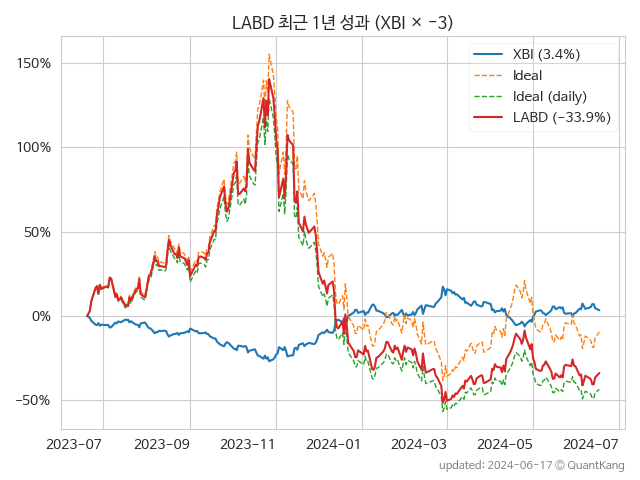 LABD 최근 1년 성과 (XBI × −3)
XBI (3.4%)
Ideal
Ideal (daily)
LABD (−33.9%)
150%
100%
50%
0%
−50%
2023-07
2023-09
2023-11
2024-01
2024-03
2024-05
2024-07
updated: 2024-06-17 © QuantKang